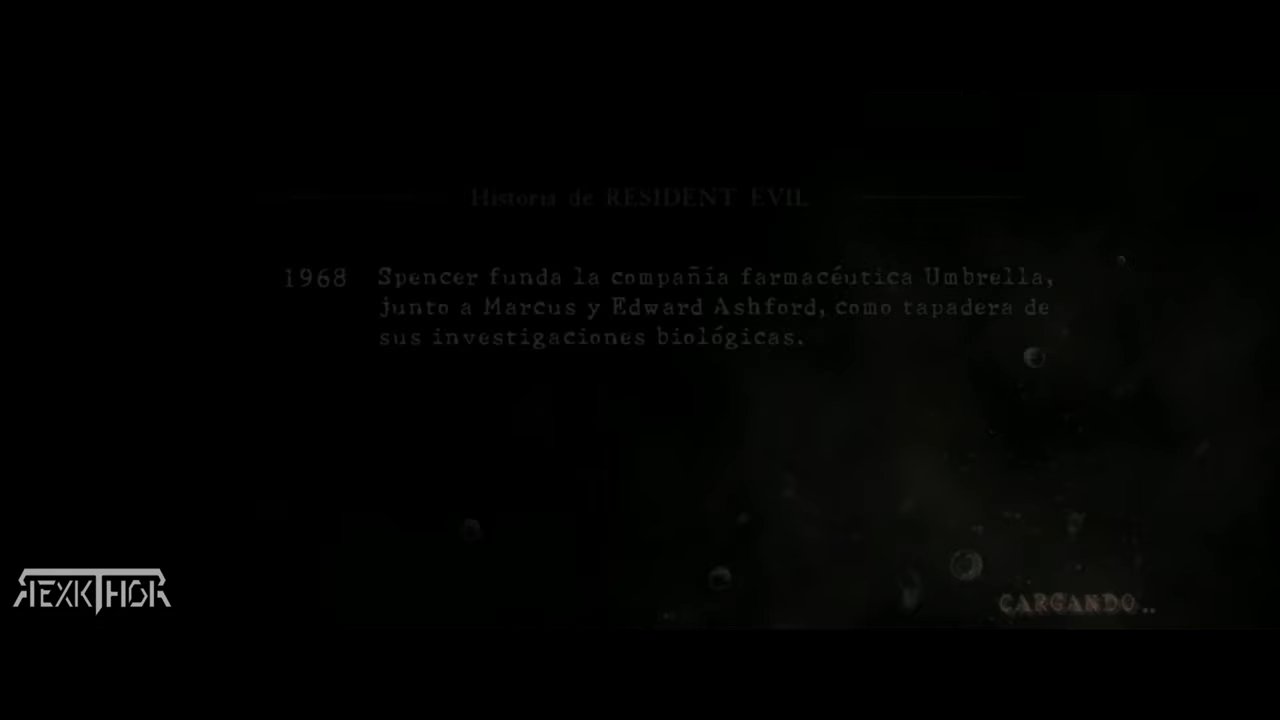 Historia de RESIDENT EVIL
1968 Spencer funda la compañía farmacéutica Umbrella,
junto a Marcus y Edward Ashford, como tapadera de
sus investigaciones biológicas.
REXKTHOR
CARGANDO..